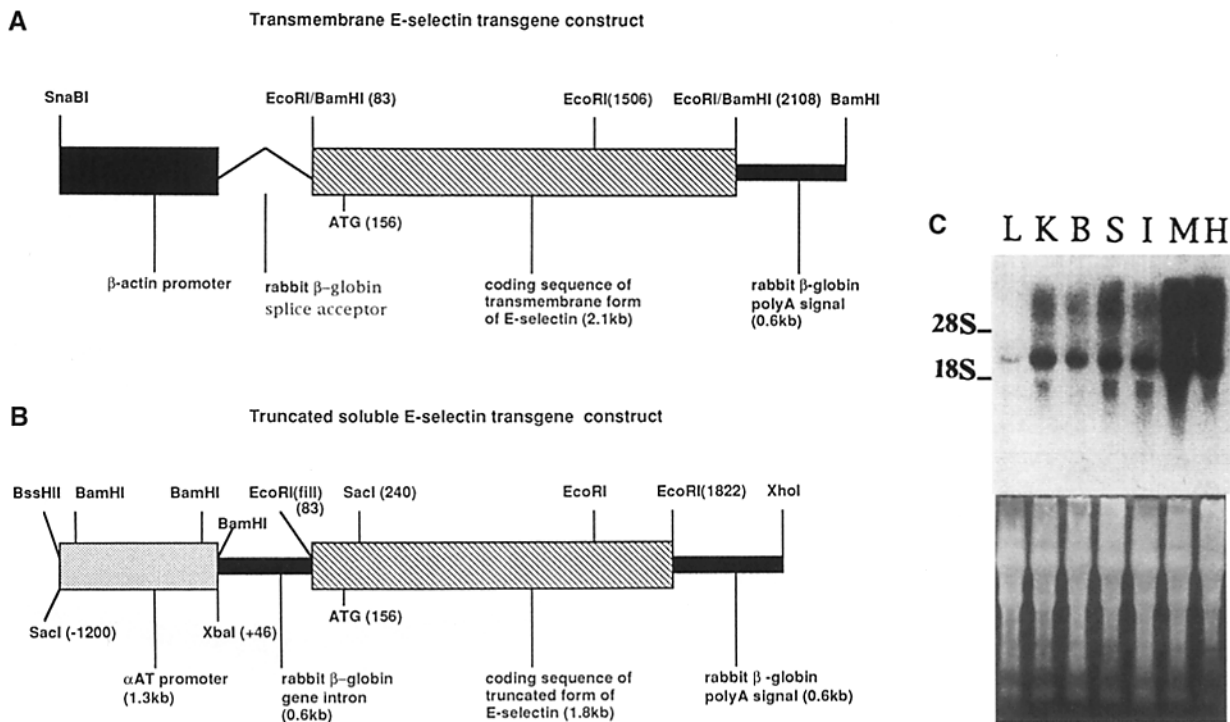 A
Transmembrane E-selectin transgene construct
SnaBI
EcoRI/BamHI (83)
EcoRI(1506)
EcoRI/BamHI (2108)
BamHI
ATG (156)
β-actin promoter
rabbit β–globin
splice acceptor
coding sequence of
transmembrane form
of E-selectin (2.1kb)
rabbit β-globin
polyA signal
(0.6kb)
B
Truncated soluble E-selectin transgene construct
BssHII
BamHI
BamHI
BamHI
EcoRI(fill)
(83)
SacI (240)
EcoRI
EcoRI(1822)
XhoI
SacI (-1200)
XbaI (+46)
ATG (156)
αAT promoter
(1.3kb)
rabbit β–globin
gene intron
(0.6kb)
coding sequence of
truncated form of
E-selectin (1.8kb)
rabbit β -globin
polyA signal (0.6kb)
C
L K B S I M H
28S
18S